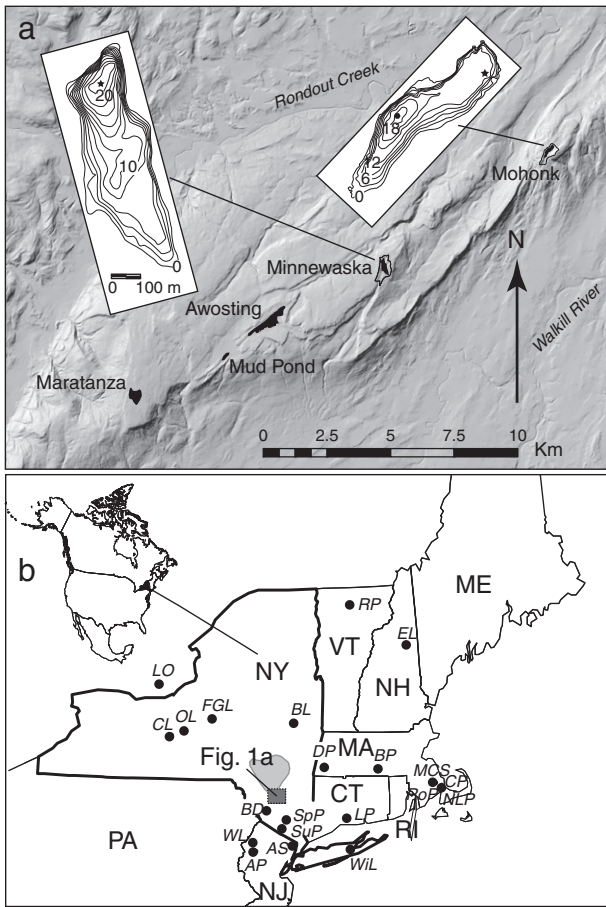 a
Rondout Creek
20
10
0
100 m
18
12
6
0
Mohonk
N
Minnewaska
Awosting
Walkill River
Mud Pond
Maratanza
0 2.5 5 7.5 10
Km
b
ME
RP
VT
EL
LO
NY
NH
FGL
BL
OL
CL
MA
DP
BP
Fig. 1a
MCS
CT
CP
RoP
NLP
BD
SpP
LP
RI
SuP
PA
WL
AS
AP
WiL
NJ